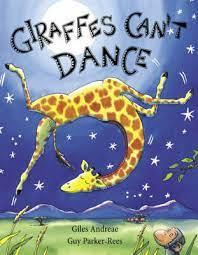 GIRAFFES CAN'T
DANCE
Giles Andreae
Guy Parker-Rees